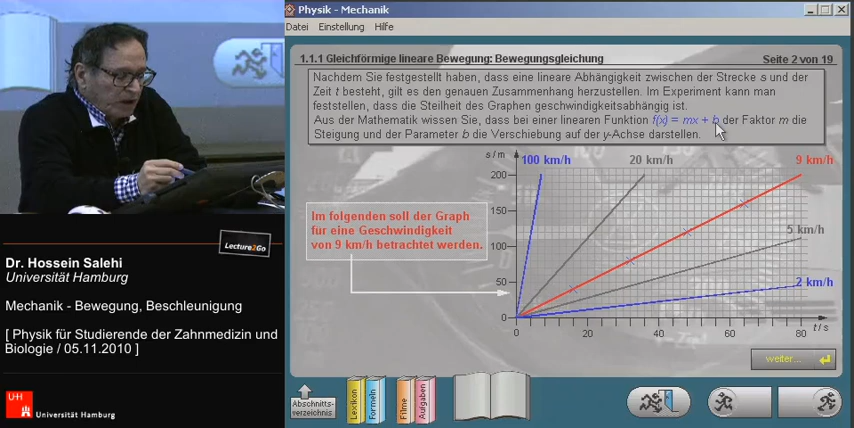 Physik - Mechanik
Datei Einstellung Hilfe
1.1.1 Gleichförmige lineare Bewegung: Bewegungsgleichung
Seite 2 von 19
Nachdem Sie festgestellt haben, dass eine lineare Abhängigkeit zwischen der Strecke s und der
Zeit t besteht, gilt es den genauen Zusammenhang herzustellen. Im Experiment kann man
feststellen, dass die Steilheit des Graphen geschwindigkeitsabhängig ist.
Aus der Mathematik wissen Sie, dass bei einer linearen Funktion f(x) = mx + b der Faktor m die
Steigung und der Parameter b die Verschiebung auf der y-Achse darstellen.
s / m
100 km/h
20 km/h
9 km/h
5 km/h
2 km/h
200
150
100
50
0
0 20 40 60 80
t / s
Im folgenden soll der Graph
für eine Geschwindigkeit
von 9 km/h betrachtet werden.
weiter...
Abschnitts-
verzeichnis
Lexikon
Formeln
Filme
Aufgaben
Lecture2Go
Dr. Hossein Salehi
Universität Hamburg
Mechanik - Bewegung, Beschleunigung
[ Physik für Studierende der Zahnmedizin und
Biologie / 05.11.2010 ]
UH
Universität Hamburg